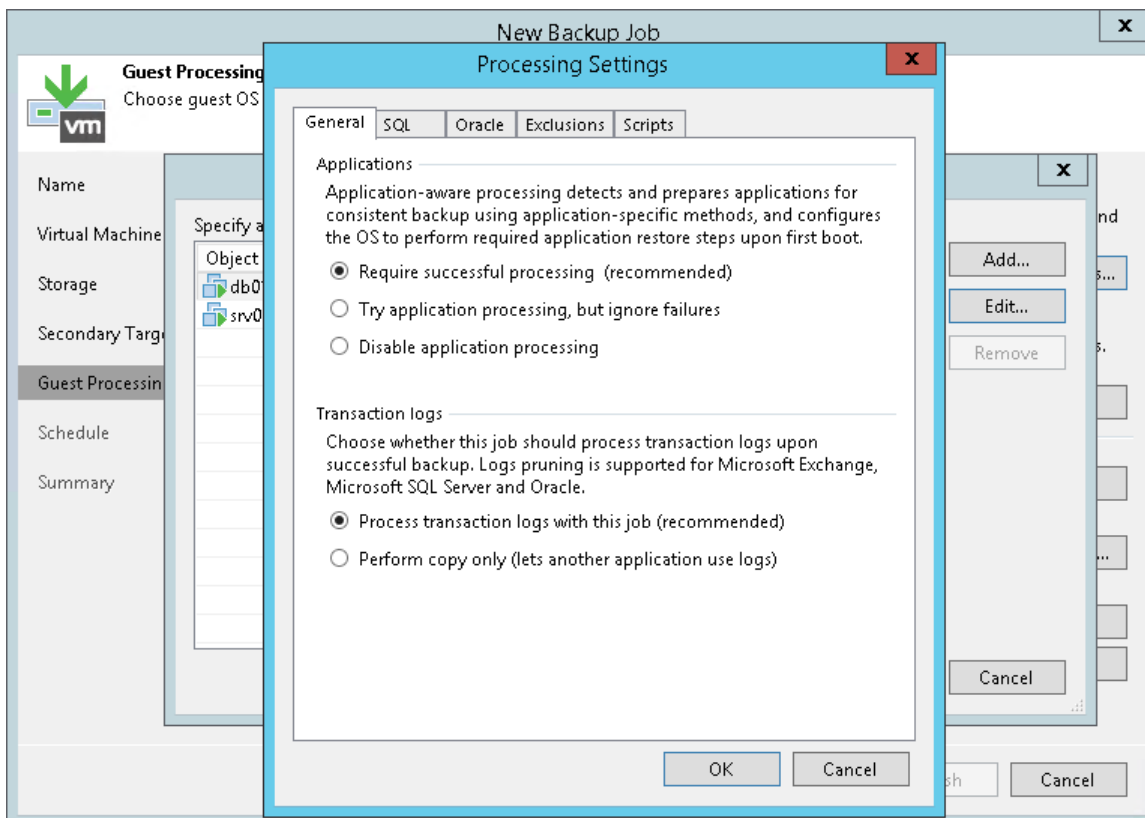 New Backup Job
X
Guest Processing
Choose guest OS
vm
Name
Virtual Machine
Storage
Secondary Targ
Guest Processin
Schedule
Summary
X
Specify a
Object
db0
srv0
Add...
Edit...
Remove
Cancel
nd
s...
s.
...
sh
Cancel
Processing Settings
X
General
SQL
Oracle
Exclusions
Scripts
Applications
Application-aware processing detects and prepares applications for
consistent backup using application-specific methods, and configures
the OS to perform required application restore steps upon first boot.
Require successful processing (recommended)
Try application processing, but ignore failures
Disable application processing
Transaction logs
Choose whether this job should process transaction logs upon
successful backup. Logs pruning is supported for Microsoft Exchange,
Microsoft SQL Server and Oracle.
Process transaction logs with this job (recommended)
Perform copy only (lets another application use logs)
OK
Cancel